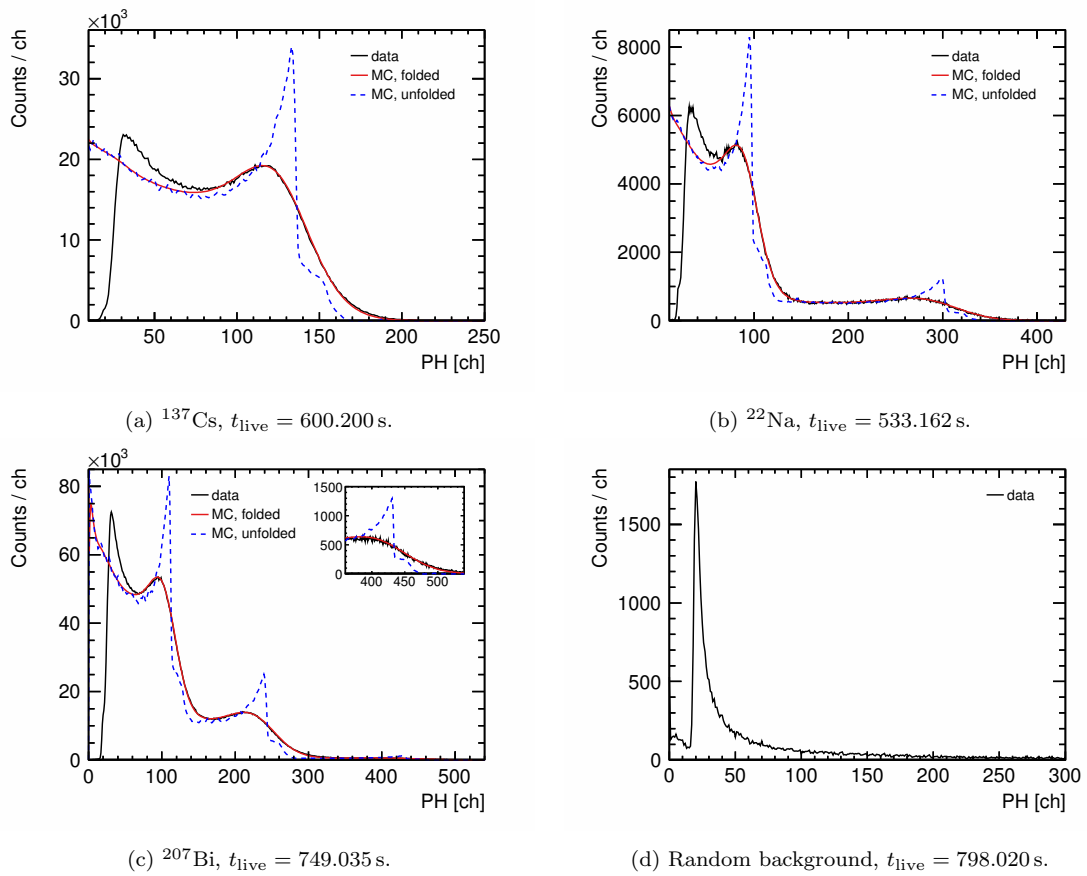 ×10³
Counts / ch
30
20
10
0
50
100
150
200
250
PH [ch]
data
MC, folded
MC, unfolded
(a) ¹³⁷Cs, t_live = 600.200 s.
Counts / ch
8000
6000
4000
2000
0
100
200
300
400
PH [ch]
data
MC, folded
MC, unfolded
(b) ²²Na, t_live = 533.162 s.
×10³
Counts / ch
80
60
40
20
0
0
100
200
300
400
500
PH [ch]
data
MC, folded
MC, unfolded
1500
1000
500
0
400
450
500
(c) ²⁰⁷Bi, t_live = 749.035 s.
Counts / ch
1500
1000
500
0
0
50
100
150
200
250
300
PH [ch]
data
(d) Random background, t_live = 798.020 s.